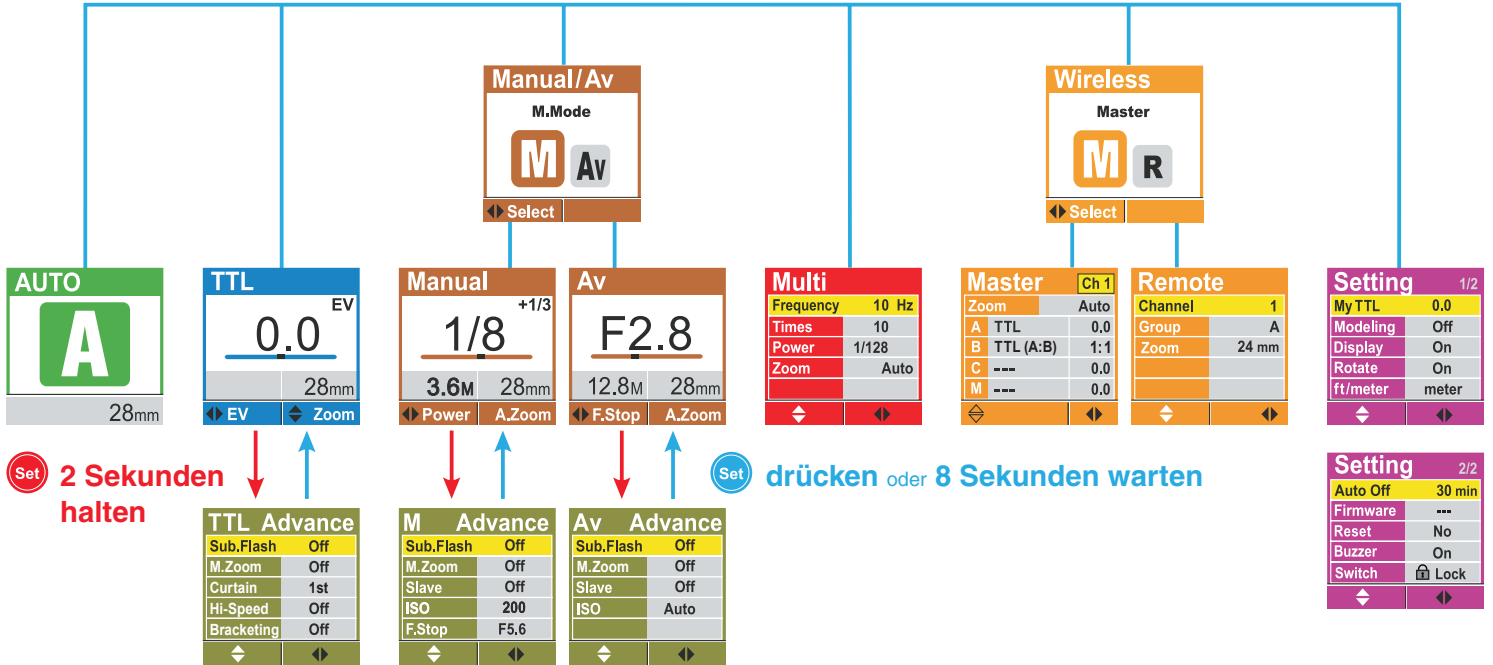 Manual/Av
M.Mode
M Av
Select
Wireless
Master
M R
Select
AUTO
A
28mm
TTL
EV
0.0
28mm
EV Zoom
Manual
+1/3
1/8
3.6M 28mm
Power A.Zoom
Av
F2.8
12.8M 28mm
F.Stop A.Zoom
Multi
Frequency 10 Hz
Times 10
Power 1/128
Zoom Auto
Master Ch 1
Zoom Auto
A TTL 0.0
B TTL (A:B) 1:1
C --- 0.0
M --- 0.0
Remote
Channel 1
Group A
Zoom 24 mm
Setting 1/2
My TTL 0.0
Modeling Off
Display On
Rotate On
ft/meter meter
Set 2 Sekunden
halten
Set drücken oder 8 Sekunden warten
TTL Advance
Sub.Flash Off
M.Zoom Off
Curtain 1st
Hi-Speed Off
Bracketing Off
M Advance
Sub.Flash Off
M.Zoom Off
Slave Off
ISO 200
F.Stop F5.6
Av Advance
Sub.Flash Off
M.Zoom Off
Slave Off
ISO Auto
Setting 2/2
Auto Off 30 min
Firmware ---
Reset No
Buzzer On
Switch Lock